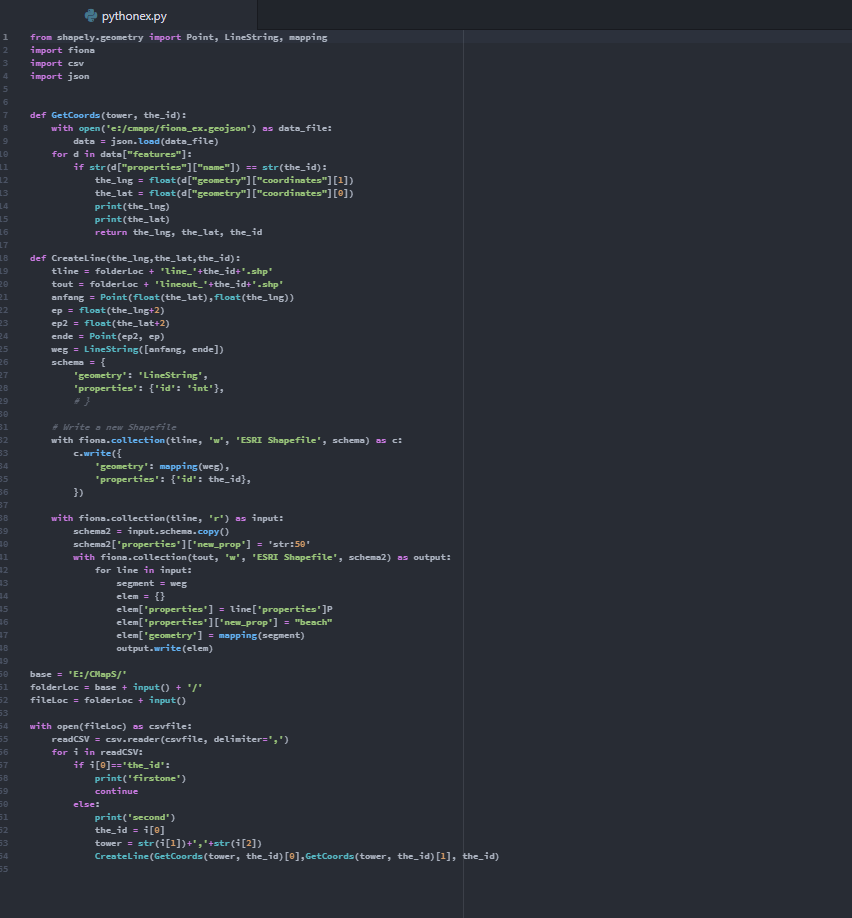 pythonex.py
1 from shapely.geometry import Point, LineString, mapping
2 import fiona
3 import csv
4 import json
5
6
7 def GetCoords(tower, the_id):
8     with open('e:/cmaps/fiona_ex.geojson') as data_file:
9         data = json.load(data_file)
10     for d in data["features"]:
11         if str(d["properties"]["name"]) == str(the_id):
12             the_lng = float(d["geometry"]["coordinates"][1])
13             the_lat = float(d["geometry"]["coordinates"][0])
14             print(the_lng)
15             print(the_lat)
16             return the_lng, the_lat, the_id
17
18 def CreateLine(the_lng,the_lat,the_id):
19     tline = folderLoc + 'line_'+the_id+'.shp'
20     tout = folderLoc + 'lineout_'+the_id+'.shp'
21     anfang = Point(float(the_lat),float(the_lng))
22     ep = float(the_lng+2)
23     ep2 = float(the_lat+2)
24     ende = Point(ep2, ep)
25     weg = LineString([anfang, ende])
26     schema = {
27         'geometry': 'LineString',
28         'properties': {'id': 'int'},
29         # }
30
31     # Write a new Shapefile
32     with fiona.collection(tline, 'w', 'ESRI Shapefile', schema) as c:
33         c.write({
34             'geometry': mapping(weg),
35             'properties': {'id': the_id},
36         })
37
38     with fiona.collection(tline, 'r') as input:
39         schema2 = input.schema.copy()
40         schema2['properties']['new_prop'] = 'str:50'
41         with fiona.collection(tout, 'w', 'ESRI Shapefile', schema2) as output:
42             for line in input:
43                 segment = weg
44                 elem = {}
45                 elem['properties'] = line['properties']P
46                 elem['properties']['new_prop'] = "beach"
47                 elem['geometry'] = mapping(segment)
48                 output.write(elem)
49
50 base = 'E:/CMapS/'
51 folderLoc = base + input() + '/'
52 fileLoc = folderLoc + input()
53
54 with open(fileLoc) as csvfile:
55     readCSV = csv.reader(csvfile, delimiter=',')
56     for i in readCSV:
57         if i[0]=='the_id':
58             print('firstone')
59             continue
60         else:
61             print('second')
62             the_id = i[0]
63             tower = str(i[1])+','+str(i[2])
64             CreateLine(GetCoords(tower, the_id)[0],GetCoords(tower, the_id)[1], the_id)
65